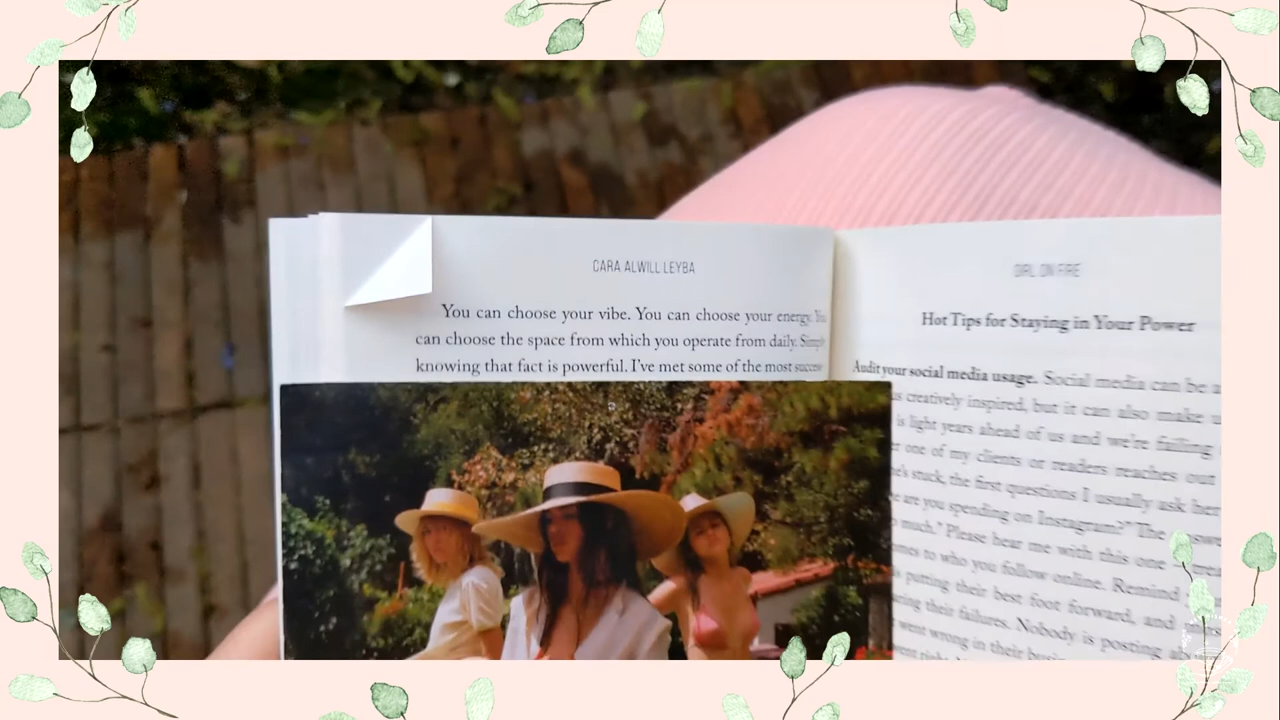 CARA ALWILL LEYBA
You can choose your vibe. You can choose your energy. You
can choose the space from which you operate from daily. Simply
knowing that fact is powerful. I've met some of the most
GIRL ON FIRE
Hot Tips for Staying in Your Power
Audit your social media usage. Social media can be a
creatively inspired, but it can also make
is light years ahead of us and we're failing
one of my clients or readers reaches out
stuck, the first questions I usually ask her
are you spending on Instagram?" The
much." Please hear me with this one
to who you follow online. Remind
putting their best foot forward, and
their failures. Nobody is posting
went wrong in their